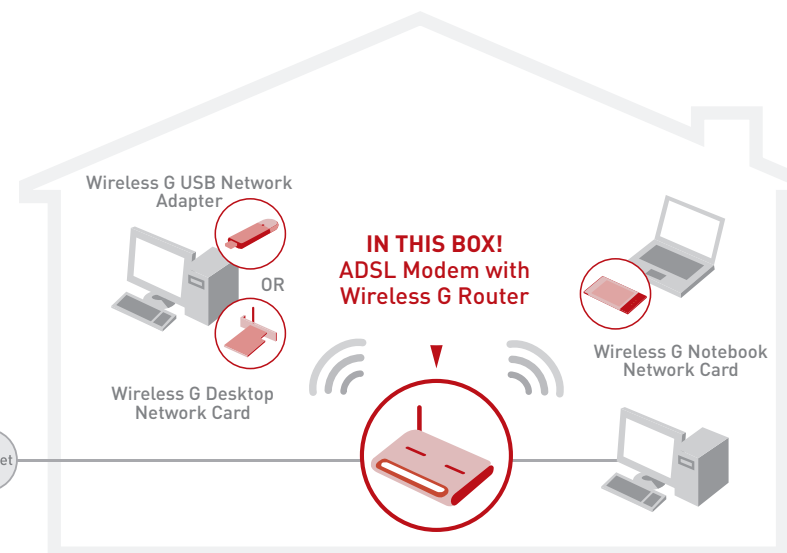 Wireless G USB Network
Adapter
OR
Wireless G Desktop
Network Card
IN THIS BOX!
ADSL Modem with
Wireless G Router
Wireless G Notebook
Network Card
et